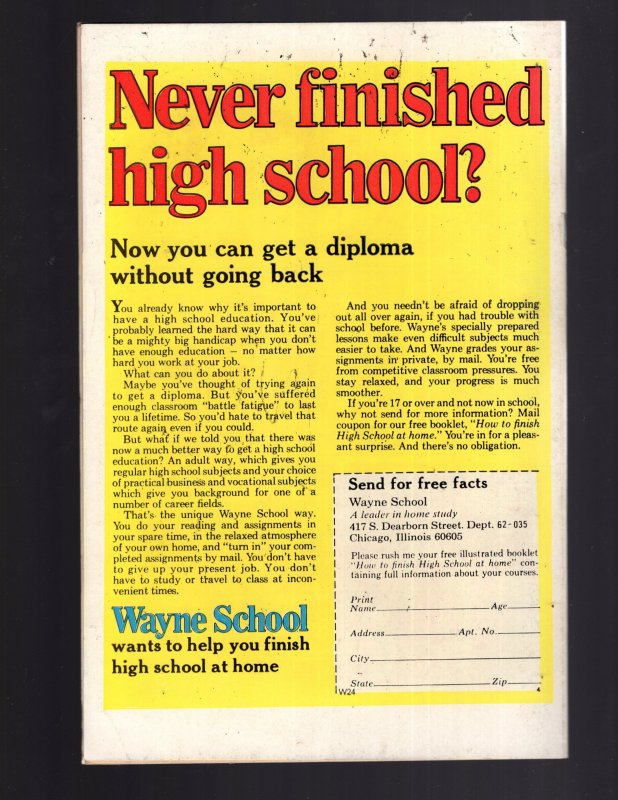 Never finished
high school?
Now you can get a diploma
without going back
You already know why it's important to
have a high school education. You've
probably learned the hard way that it can
be a mighty big handicap when you don't
have enough education – no matter how
hard you work at your job.
What can you do about it?
Maybe you've thought of trying again
to get a diploma. But you've suffered
enough classroom "battle fatigue" to last
you a lifetime. So you'd hate to travel that
route again even if you could.
But what if we told you that there was
now a much better way to get a high school
education? An adult way, which gives you
regular high school subjects and your choice
of practical business and vocational subjects
which give you background for one of a
number of career fields.
That's the unique Wayne School way.
You do your reading and assignments in
your spare time, in the relaxed atmosphere
of your own home, and "turn in" your com-
pleted assignments by mail. You don't have
to give up your present job. You don't
have to study or travel to class at incon-
venient times.
Wayne School
wants to help you finish
high school at home
And you needn't be afraid of dropping
out all over again, if you had trouble with
school before. Wayne's specially prepared
lessons make even difficult subjects much
easier to take. And Wayne grades your as-
signments in private, by mail. You're free
from competitive classroom pressures. You
stay relaxed, and your progress is much
smoother.
If you're 17 or over and not now in school,
why not send for more information? Mail
coupon for our free booklet, "How to finish
High School at home." You're in for a pleas-
ant surprise. And there's no obligation.
Send for free facts
Wayne School
A leader in home study
417 S. Dearborn Street. Dept. 62-035
Chicago, Illinois 60605
Please rush me your free illustrated booklet
"How to finish High School at home" con-
taining full information about your courses.
Print
Name Age
Address Apt. No.
City
State Zip
W24 4